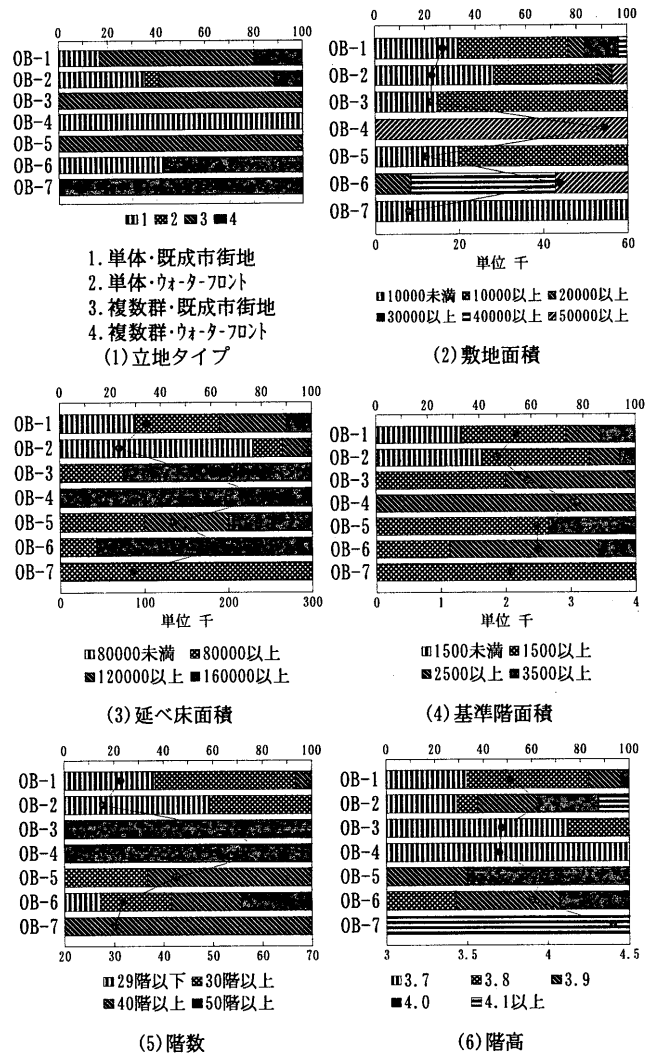 0 20 40 60 80 100
OB-1
OB-2
OB-3
OB-4
OB-5
OB-6
OB-7
1 2 3 4
1.単体・既成市街地
2.単体・ウォーターフロント
3.複数群・既成市街地
4.複数群・ウォーターフロント
(1)立地タイプ
0 20 40 60 80 100
OB-1
OB-2
OB-3
OB-4
OB-5
OB-6
OB-7
0 20 40 60
単位 千
10000未満 10000以上 20000以上
30000以上 40000以上 50000以上
(2)敷地面積
0 20 40 60 80 100
OB-1
OB-2
OB-3
OB-4
OB-5
OB-6
OB-7
0 100 200 300
単位 千
80000未満 80000以上
120000以上 160000以上
(3)延べ床面積
0 20 40 60 80 100
OB-1
OB-2
OB-3
OB-4
OB-5
OB-6
OB-7
0 1 2 3 4
単位 千
1500未満 1500以上
2500以上 3500以上
(4)基準階面積
0 20 40 60 80 100
OB-1
OB-2
OB-3
OB-4
OB-5
OB-6
OB-7
20 30 40 50 60 70
29階以下 30階以上
40階以上 50階以上
(5)階数
0 20 40 60 80 100
OB-1
OB-2
OB-3
OB-4
OB-5
OB-6
OB-7
3 3.5 4 4.5
3.7 3.8 3.9
4.0 4.1以上
(6)階高